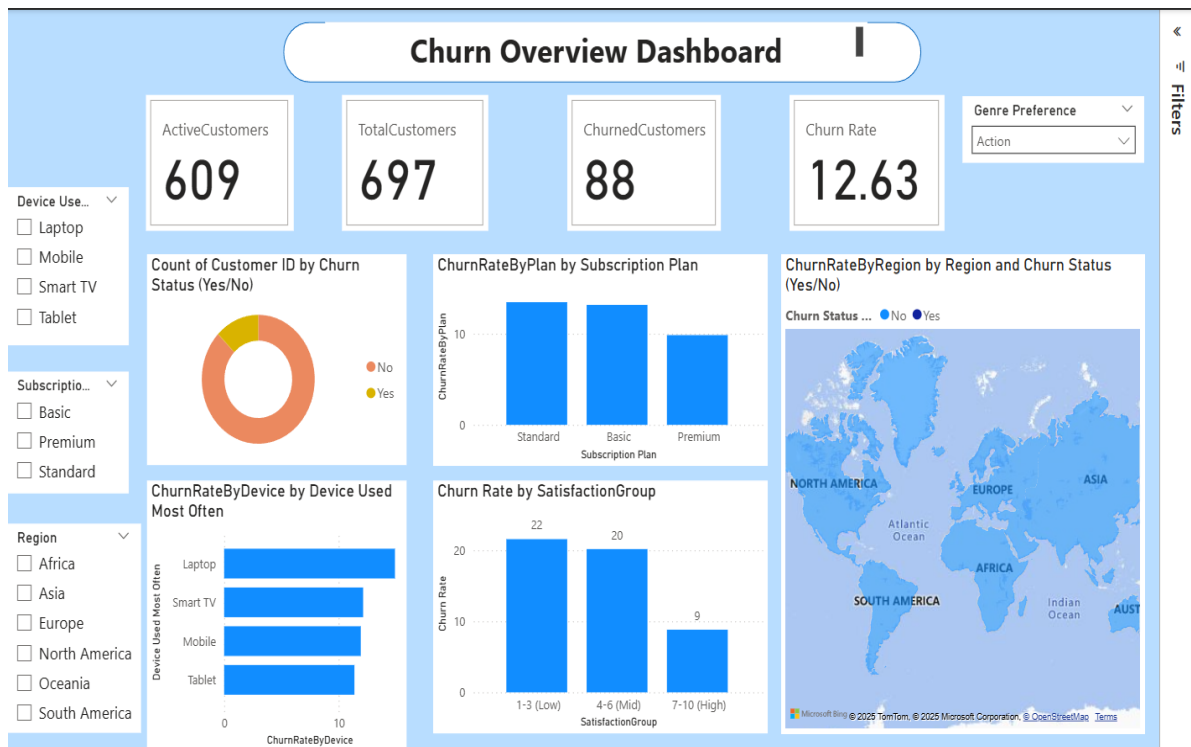 Churn Overview Dashboard
Filters
ActiveCustomers
609
TotalCustomers
697
ChurnedCustomers
88
Churn Rate
12.63
Genre Preference
Action
Device Use...
Laptop
Mobile
Smart TV
Tablet
Subscriptio...
Basic
Premium
Standard
Region
Africa
Asia
Europe
North America
Oceania
South America
Count of Customer ID by Churn
Status (Yes/No)
No
Yes
ChurnRateByPlan by Subscription Plan
ChurnRateByPlan
10
0
Standard
Basic
Premium
Subscription Plan
ChurnRateByRegion by Region and Churn Status
(Yes/No)
Churn Status ... No Yes
NORTH AMERICA
EUROPE
ASIA
Atlantic
Ocean
AFRICA
SOUTH AMERICA
Indian
Ocean
AUST
Microsoft Bing © 2025 TomTom, © 2025 Microsoft Corporation, © OpenStreetMap Terms
ChurnRateByDevice by Device Used
Most Often
Device Used Most Often
Laptop
Smart TV
Mobile
Tablet
0
10
ChurnRateByDevice
Churn Rate by SatisfactionGroup
Churn Rate
20
10
0
22
20
9
1-3 (Low)
4-6 (Mid)
7-10 (High)
SatisfactionGroup